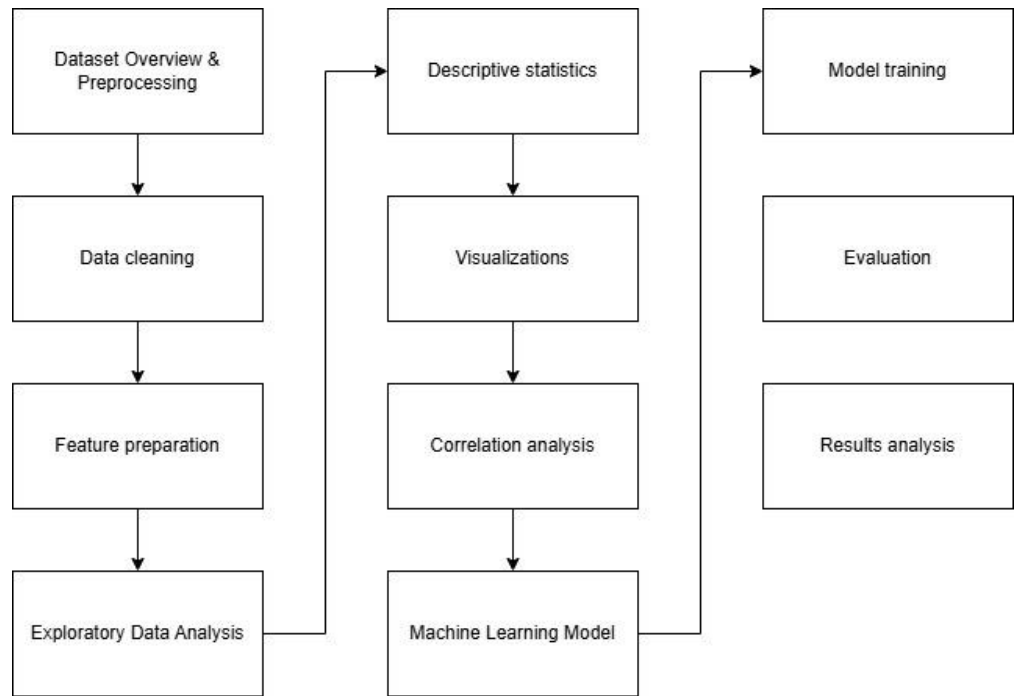 Dataset Overview &
Preprocessing
Data cleaning
Feature preparation
Exploratory Data Analysis
Descriptive statistics
Visualizations
Correlation analysis
Machine Learning Model
Model training
Evaluation
Results analysis